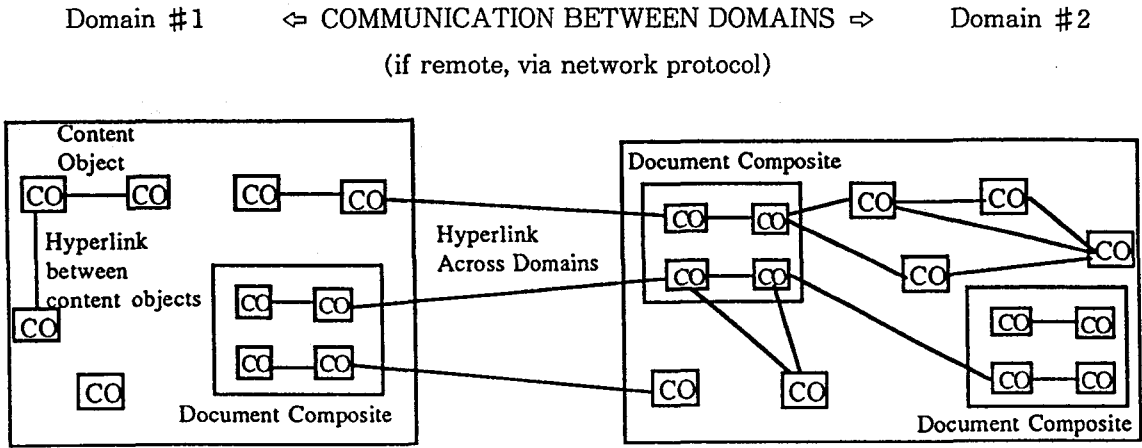 Domain #1 ⇦ COMMUNICATION BETWEEN DOMAINS ⇨ Domain #2
(if remote, via network protocol)
Content
Object
CO CO CO CO
Hyperlink
between
content objects
CO
CO
CO CO
CO CO
Document Composite
Hyperlink
Across Domains
Document Composite
CO CO CO CO
CO
CO CO CO
CO CO
CO CO
CO CO
Document Composite